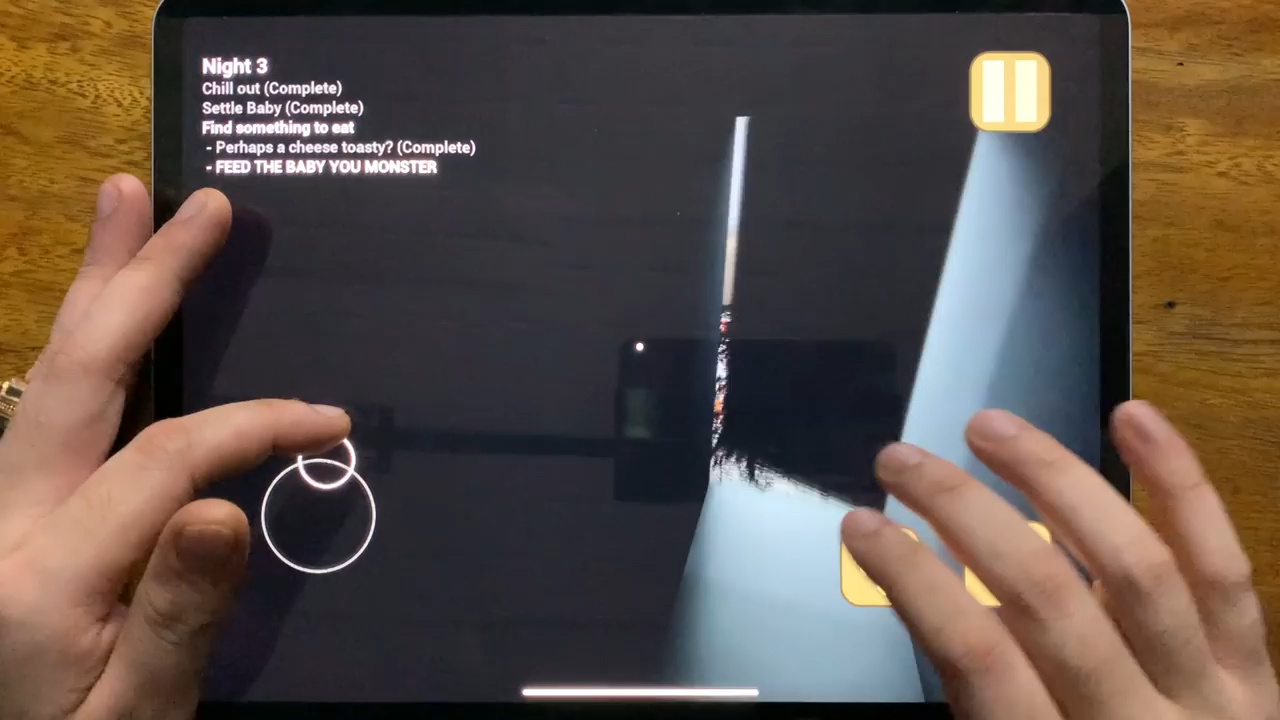 Night 3
Chill out (Complete)
Settle Baby (Complete)
Find something to eat
- Perhaps a cheese toasty? (Complete)
- FEED THE BABY YOU MONSTER